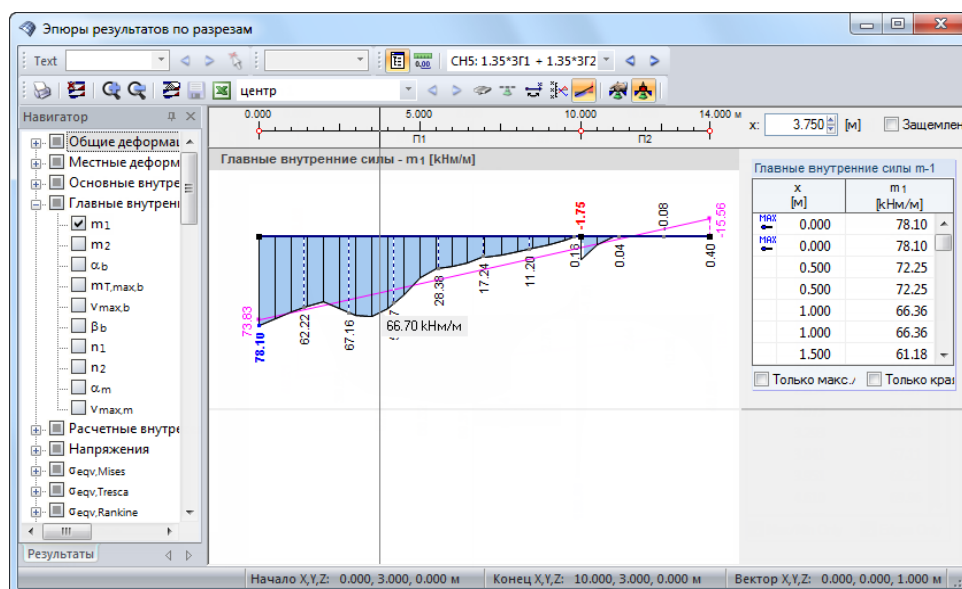 Эпюры результатов по разрезам
Text
СН5: 1.35*ЗГ1 + 1.35*ЗГ2
центр
Навигатор
Общие деформац
Местные деформ
Основные внутре
Главные внутрен
m1
m2
αb
mT,max,b
vmax,b
βb
n1
n2
αm
vmax,m
Расчетные внутре
Напряжения
σeqv,Mises
σeqv,Tresca
σeqv,Rankine
Результаты
0.000 5.000 10.000 14.000 м
П1 П2
Главные внутренние силы - m1 [kНм/м]
73.83
78.10
62.22
67.16
66.70 kНм/м
28.38
17.24
11.20
0.16
-1.75
0.04
0.08
0.40
-15.56
x: 3.750 [м] Защемлен
Главные внутренние силы m-1
x m1
[м] [kНм/м]
MAX 0.000 78.10
MAX 0.000 78.10
0.500 72.25
0.500 72.25
1.000 66.36
1.000 66.36
1.500 61.18
Только макс./ Только края
Начало X,Y,Z: 0.000, 3.000, 0.000 м Конец X,Y,Z: 10.000, 3.000, 0.000 м Вектор X,Y,Z: 0.000, 0.000, 1.000 м